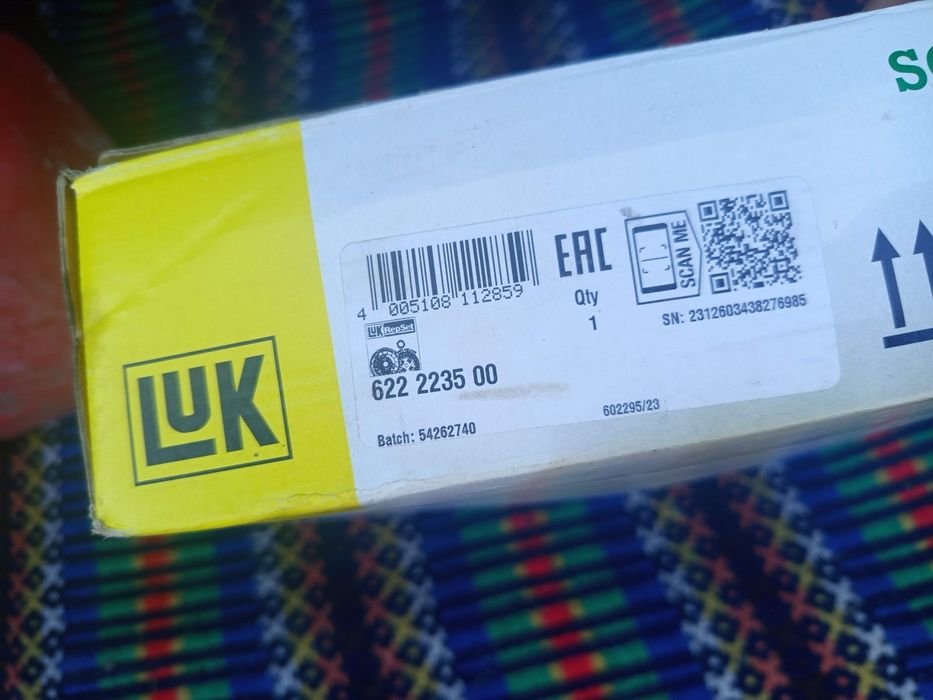 LUK
4 005108 112859
LUK RepSet
622 2235 00
Batch: 54262740
EAC
Qty
1
SCAN ME
SN: 2312603438276985
602295/23